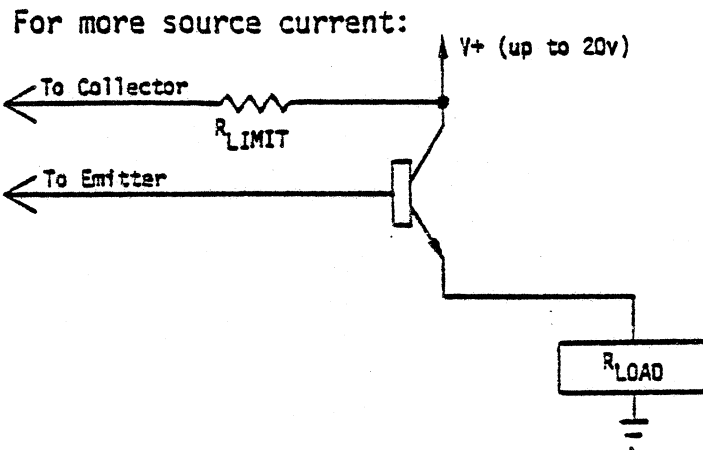 For more source current:
V+ (up to 20v)
To Collector
RLIMIT
To Emitter
RLOAD